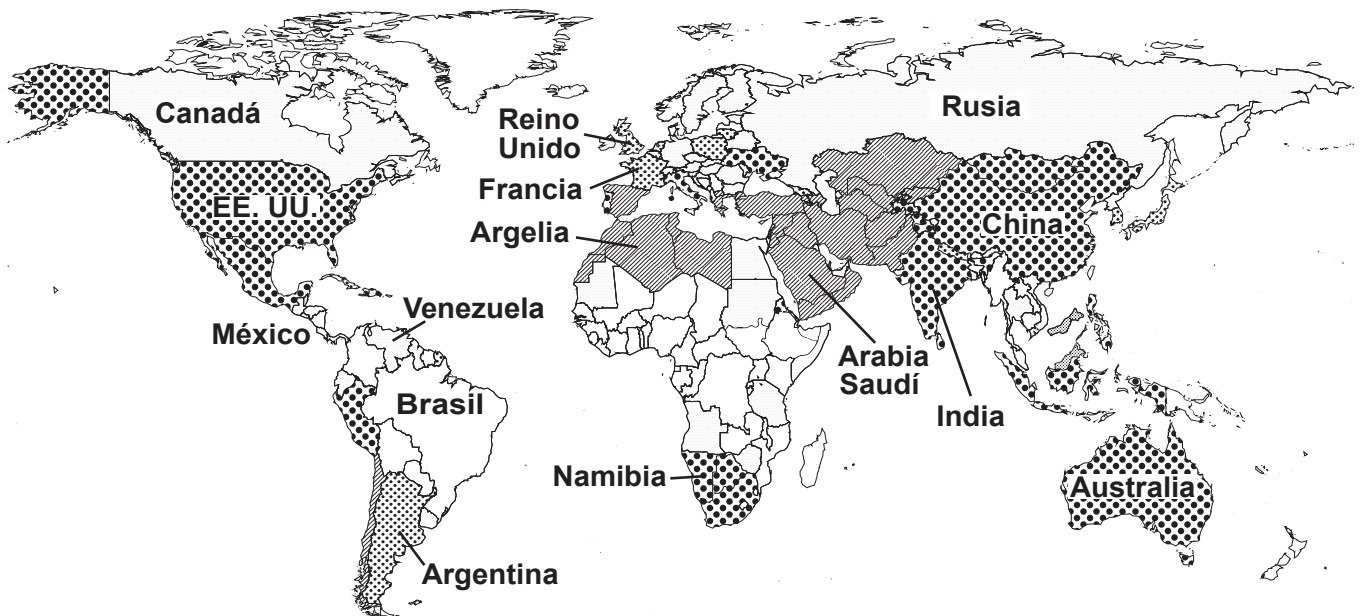 Canadá
Rusia
Reino
Unido
Francia
EE. UU.
China
Argelia
Venezuela
México
Arabia
Saudí
Brasil
India
Namibia
Australia
Argentina